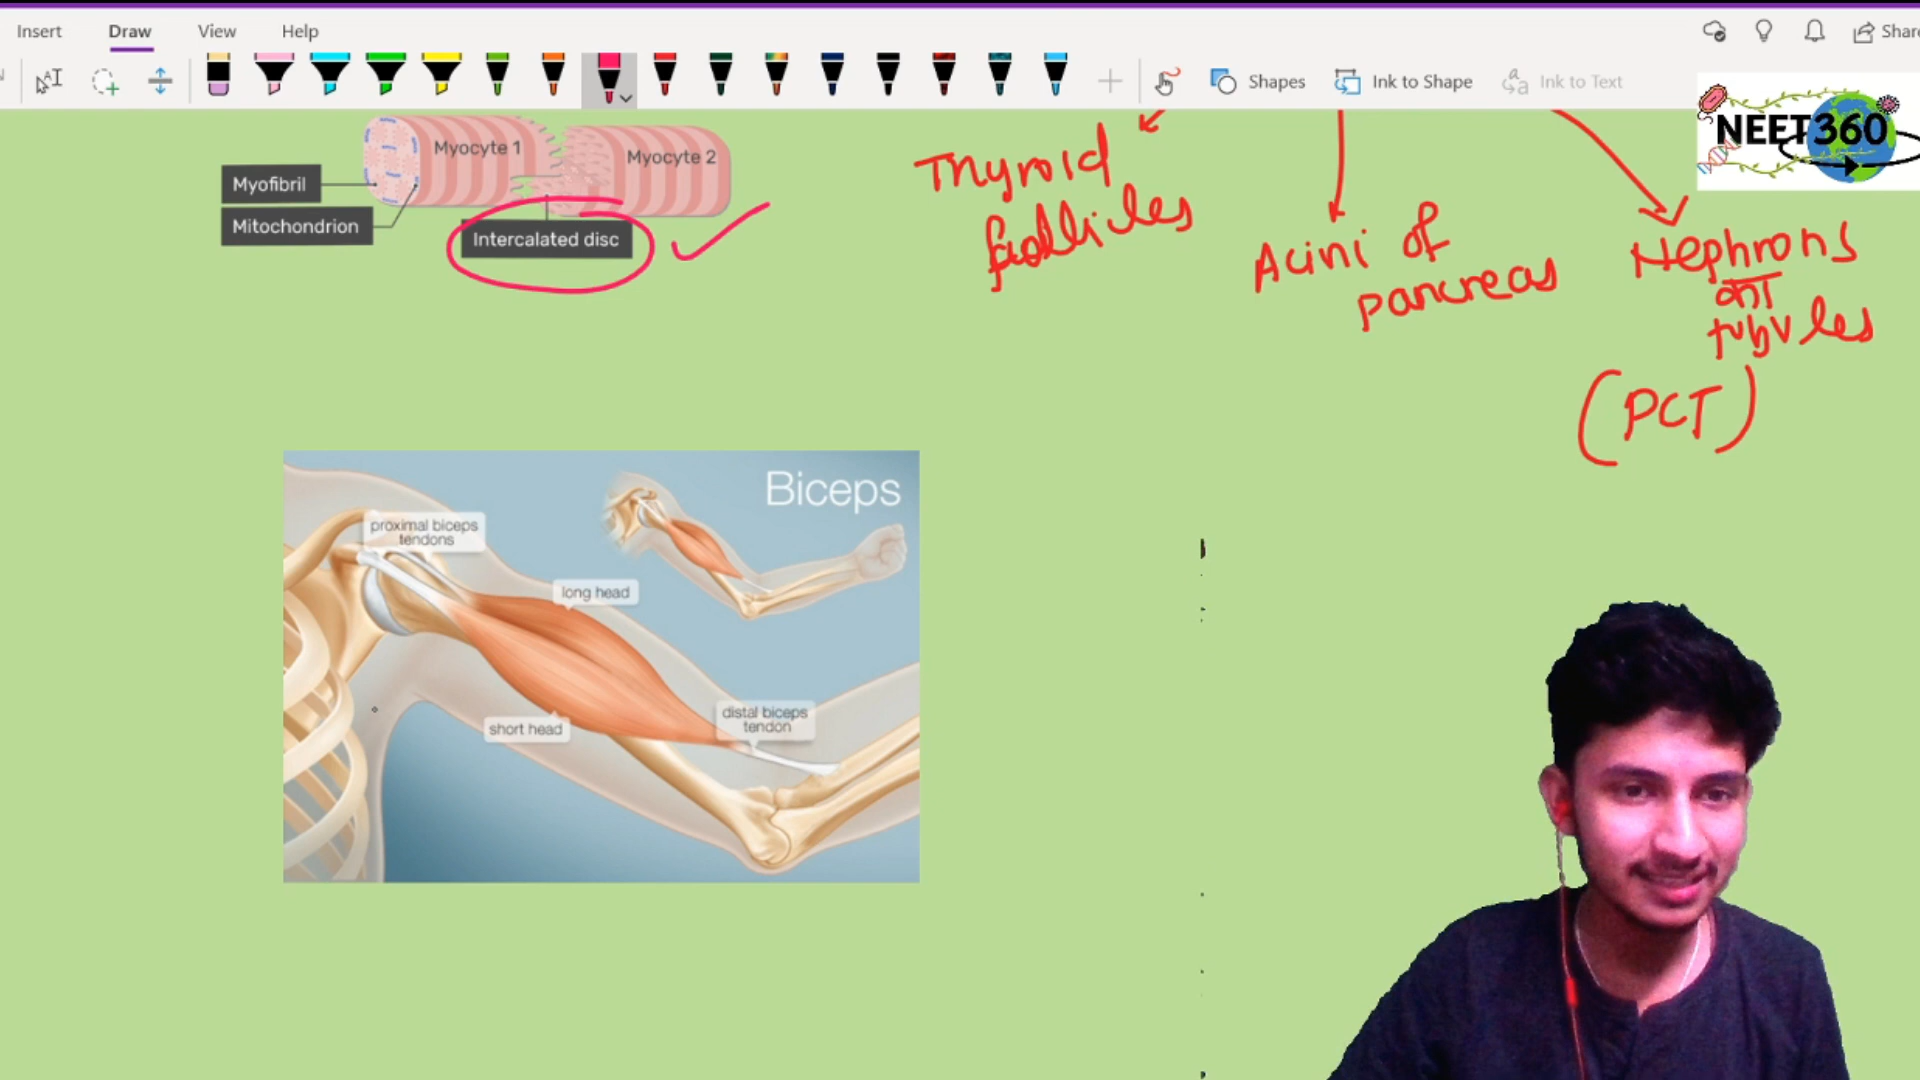 Insert
Draw
View
Help
Shapes
Ink to Shape
Ink to Text
NEET 360
Myocyte 1
Myocyte 2
Myofibril
Mitochondrion
Intercalated disc
Thyroid
follicles
Acini of
pancreas
Nephrons
tubules
(PCT)
Biceps
proximal biceps
tendons
long head
short head
distal biceps
tendon